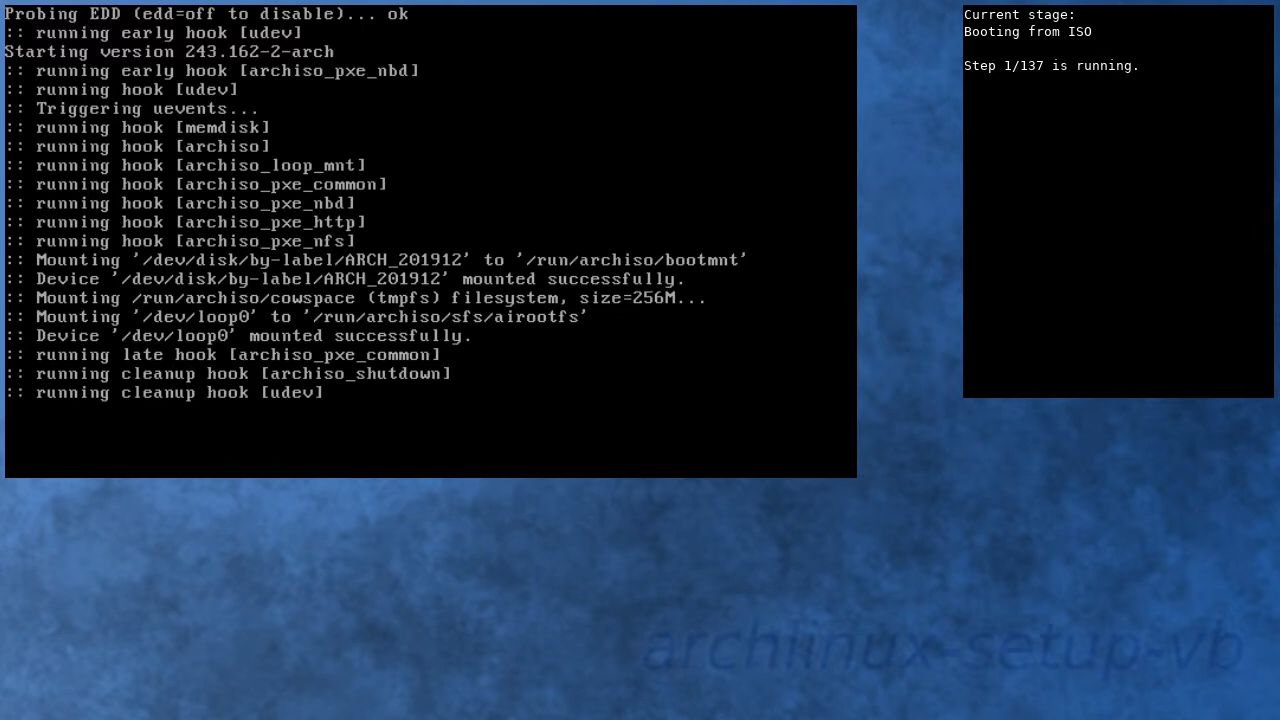 Probing EDD (edd=off to disable)... ok
:: running early hook [udev]
Starting version 243.162-2-arch
:: running early hook [archiso_pxe_nbd]
:: running hook [udev]
:: Triggering uevents...
:: running hook [memdisk]
:: running hook [archiso]
:: running hook [archiso_loop_mnt]
:: running hook [archiso_pxe_common]
:: running hook [archiso_pxe_nbd]
:: running hook [archiso_pxe_http]
:: running hook [archiso_pxe_nfs]
:: Mounting '/dev/disk/by-label/ARCH_201912' to '/run/archiso/bootmnt'
:: Device '/dev/disk/by-label/ARCH_201912' mounted successfully.
:: Mounting /run/archiso/cowspace (tmpfs) filesystem, size=256M...
:: Mounting '/dev/loop0' to '/run/archiso/sfs/airootfs'
:: Device '/dev/loop0' mounted successfully.
:: running late hook [archiso_pxe_common]
:: running cleanup hook [archiso_shutdown]
:: running cleanup hook [udev]
Current stage:
Booting from ISO
Step 1/137 is running.
archlinux-setup-vb